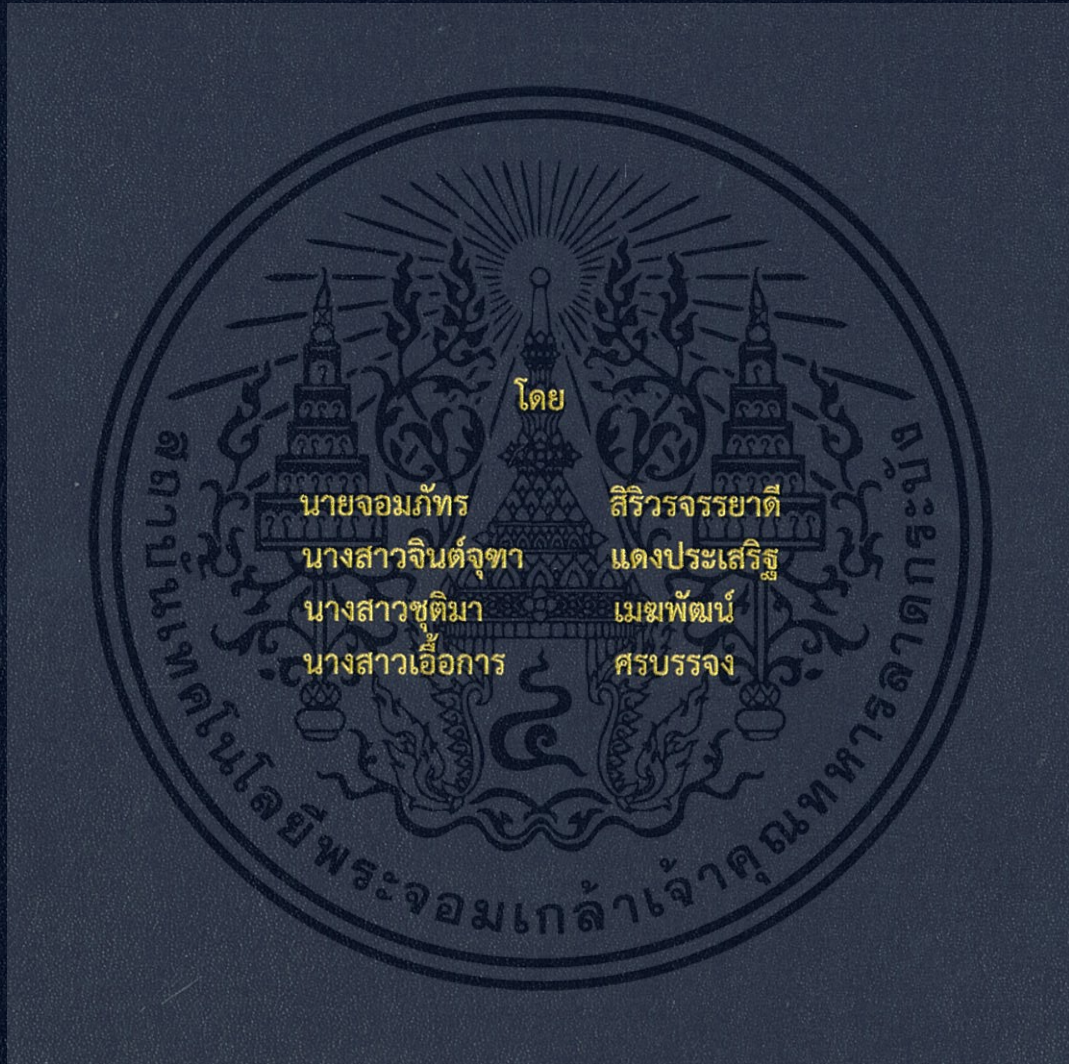 โดย
นายจอมภัทร สิริวรจรรยาดี
นางสาวจินต์จุฑา แดงประเสริฐ
นางสาวชุติมา เมฆพัฒน์
นางสาวเอื้อการ ศรบรรจง
๔
สถาบันเทคโนโลยีพระจอมเกล้าเจ้าคุณทหารลาดกระบัง